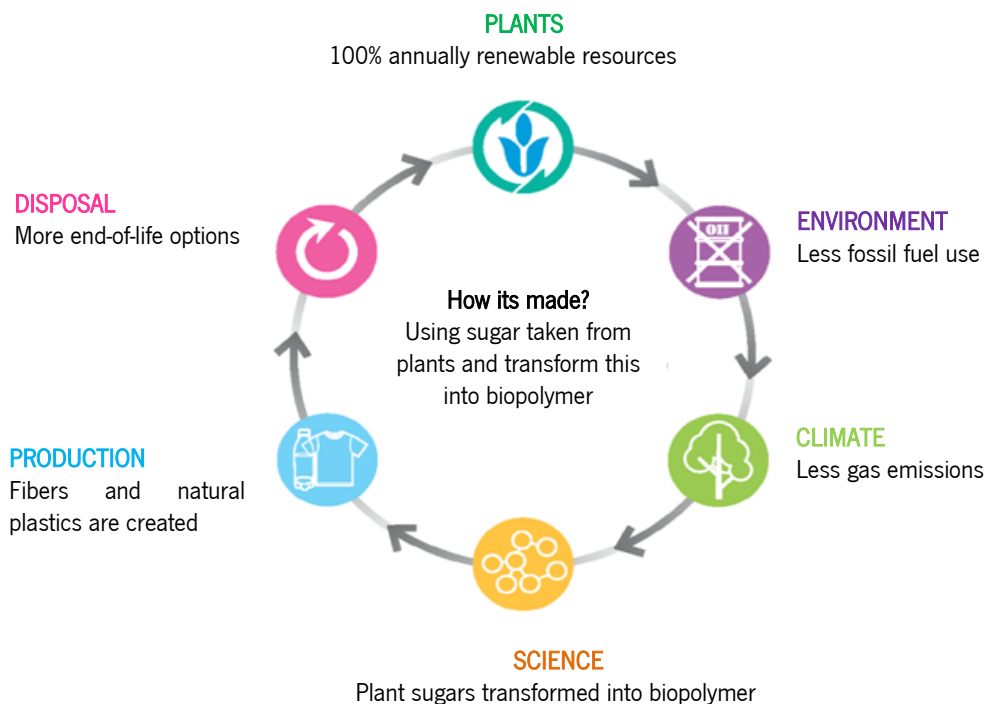 PLANTS
100% annually renewable resources
DISPOSAL
More end-of-life options
OIL
ENVIRONMENT
Less fossil fuel use
How its made?
Using sugar taken from
plants and transform this
into biopolymer
PRODUCTION
Fibers and natural
plastics are created
CLIMATE
Less gas emissions
SCIENCE
Plant sugars transformed into biopolymer